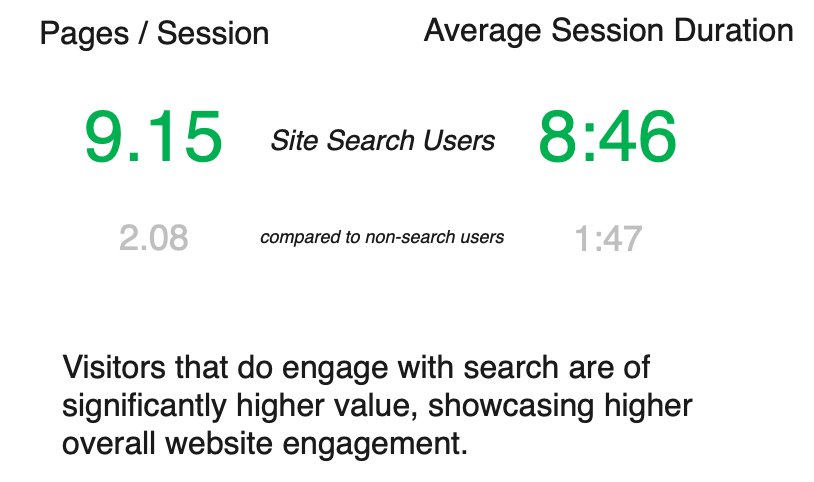 Pages / Session
Average Session Duration
9.15 Site Search Users 8:46
2.08 compared to non-search users 1:47
Visitors that do engage with search are of
significantly higher value, showcasing higher
overall website engagement.